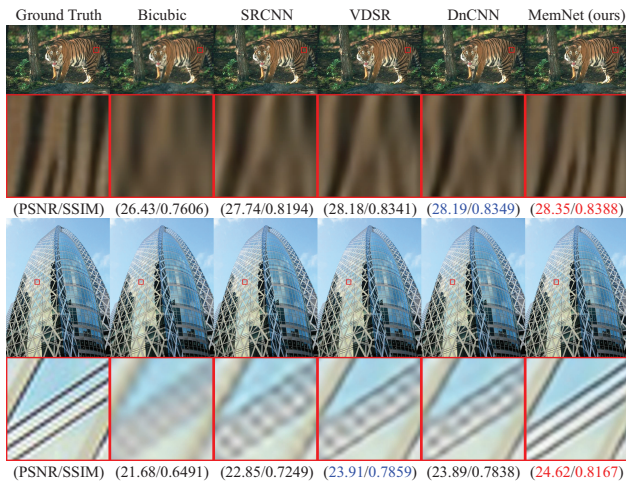 Ground Truth Bicubic SRCNN VDSR DnCNN MemNet (ours)
(PSNR/SSIM) (26.43/0.7606) (27.74/0.8194) (28.18/0.8341) (28.19/0.8349) (28.35/0.8388)
(PSNR/SSIM) (21.68/0.6491) (22.85/0.7249) (23.91/0.7859) (23.89/0.7838) (24.62/0.8167)